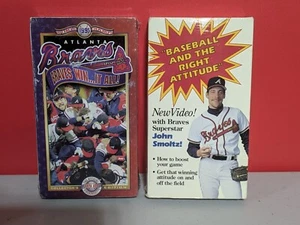 ATLANTA
Braves
BASEBALL
AND THE
RIGHT
ATTITUDE
New Video!
with Braves
Superstar
John
Smoltz!
• How to boost
your game
• Get that winning
attitude on and
off the field
Braves